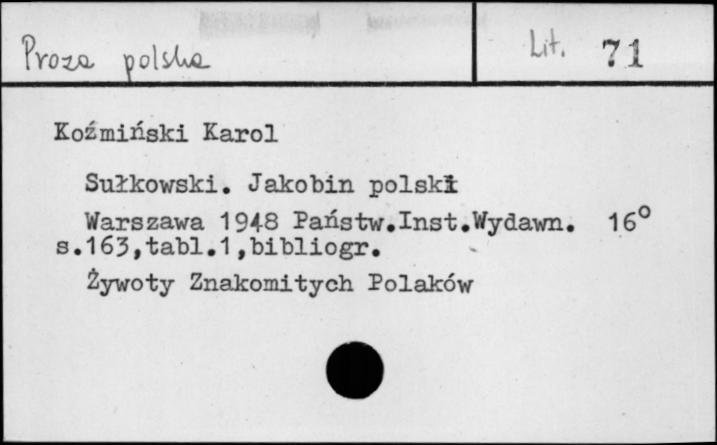 Proza polska
Lit. 71
Koźmiński Karol
Sułkowski. Jakobin polski
Warszawa 1948 Państw.Inst.Wydawn. 16°
s.163,tabl.1,bibliogr.
Żywoty Znakomitych Polaków